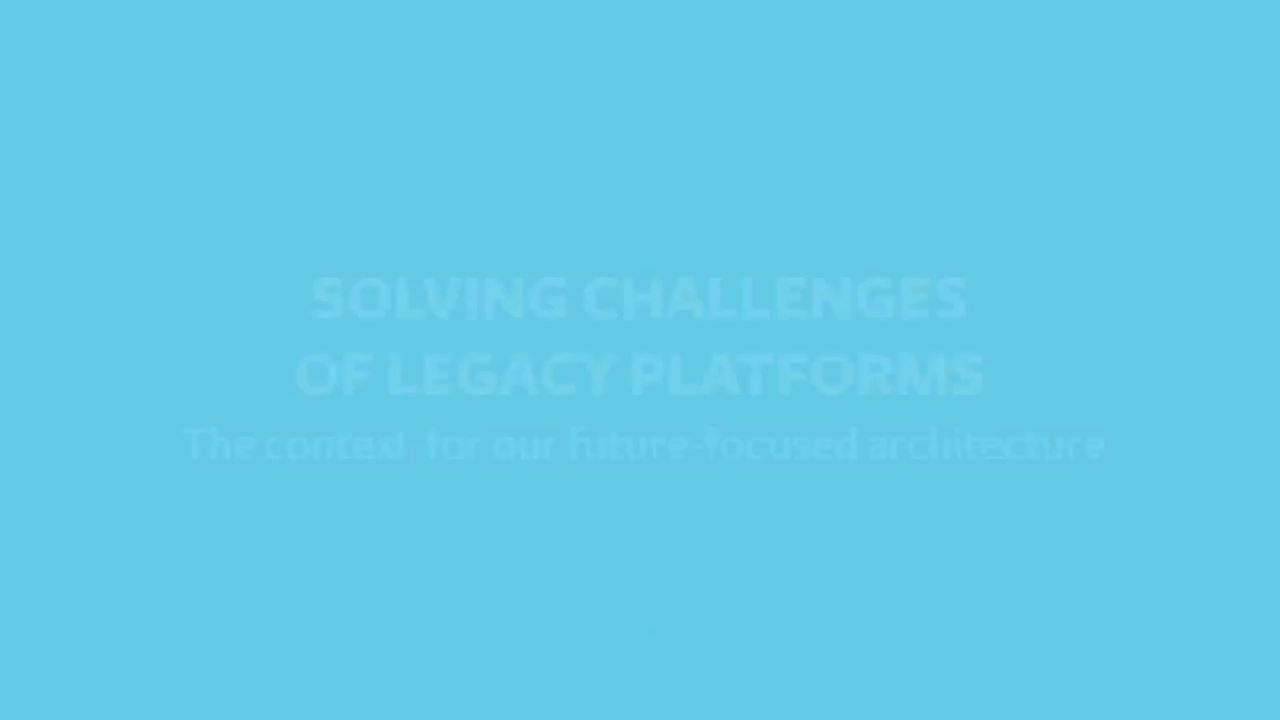 SOLVING CHALLENGES
OF LEGACY PLATFORMS
The context for our future-focused architecture